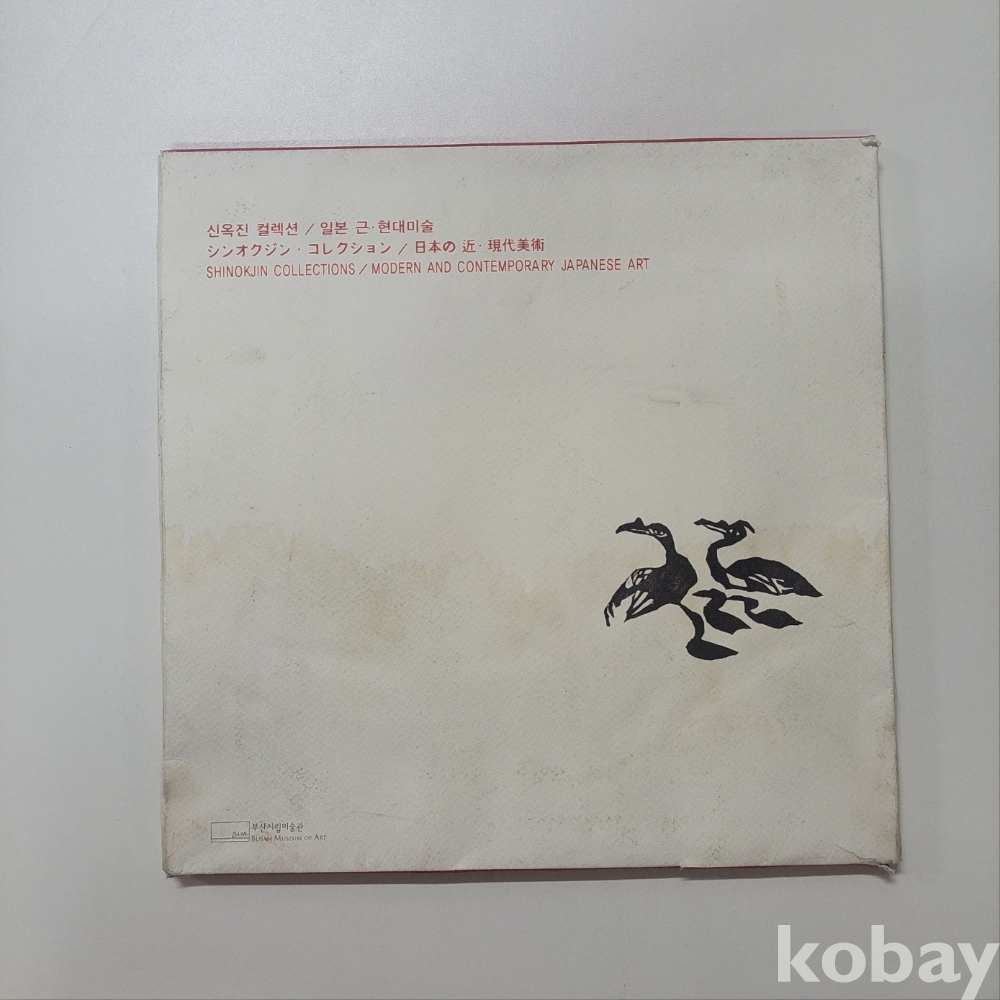 신옥진 컬렉션 / 일본 근·현대미술
シンオクジン・コレクション / 日本の 近・現代美術
SHINOKJIN COLLECTIONS / MODERN AND CONTEMPORARY JAPANESE ART
부산시립미술관
BUSAN MUSEUM OF ART
kobay